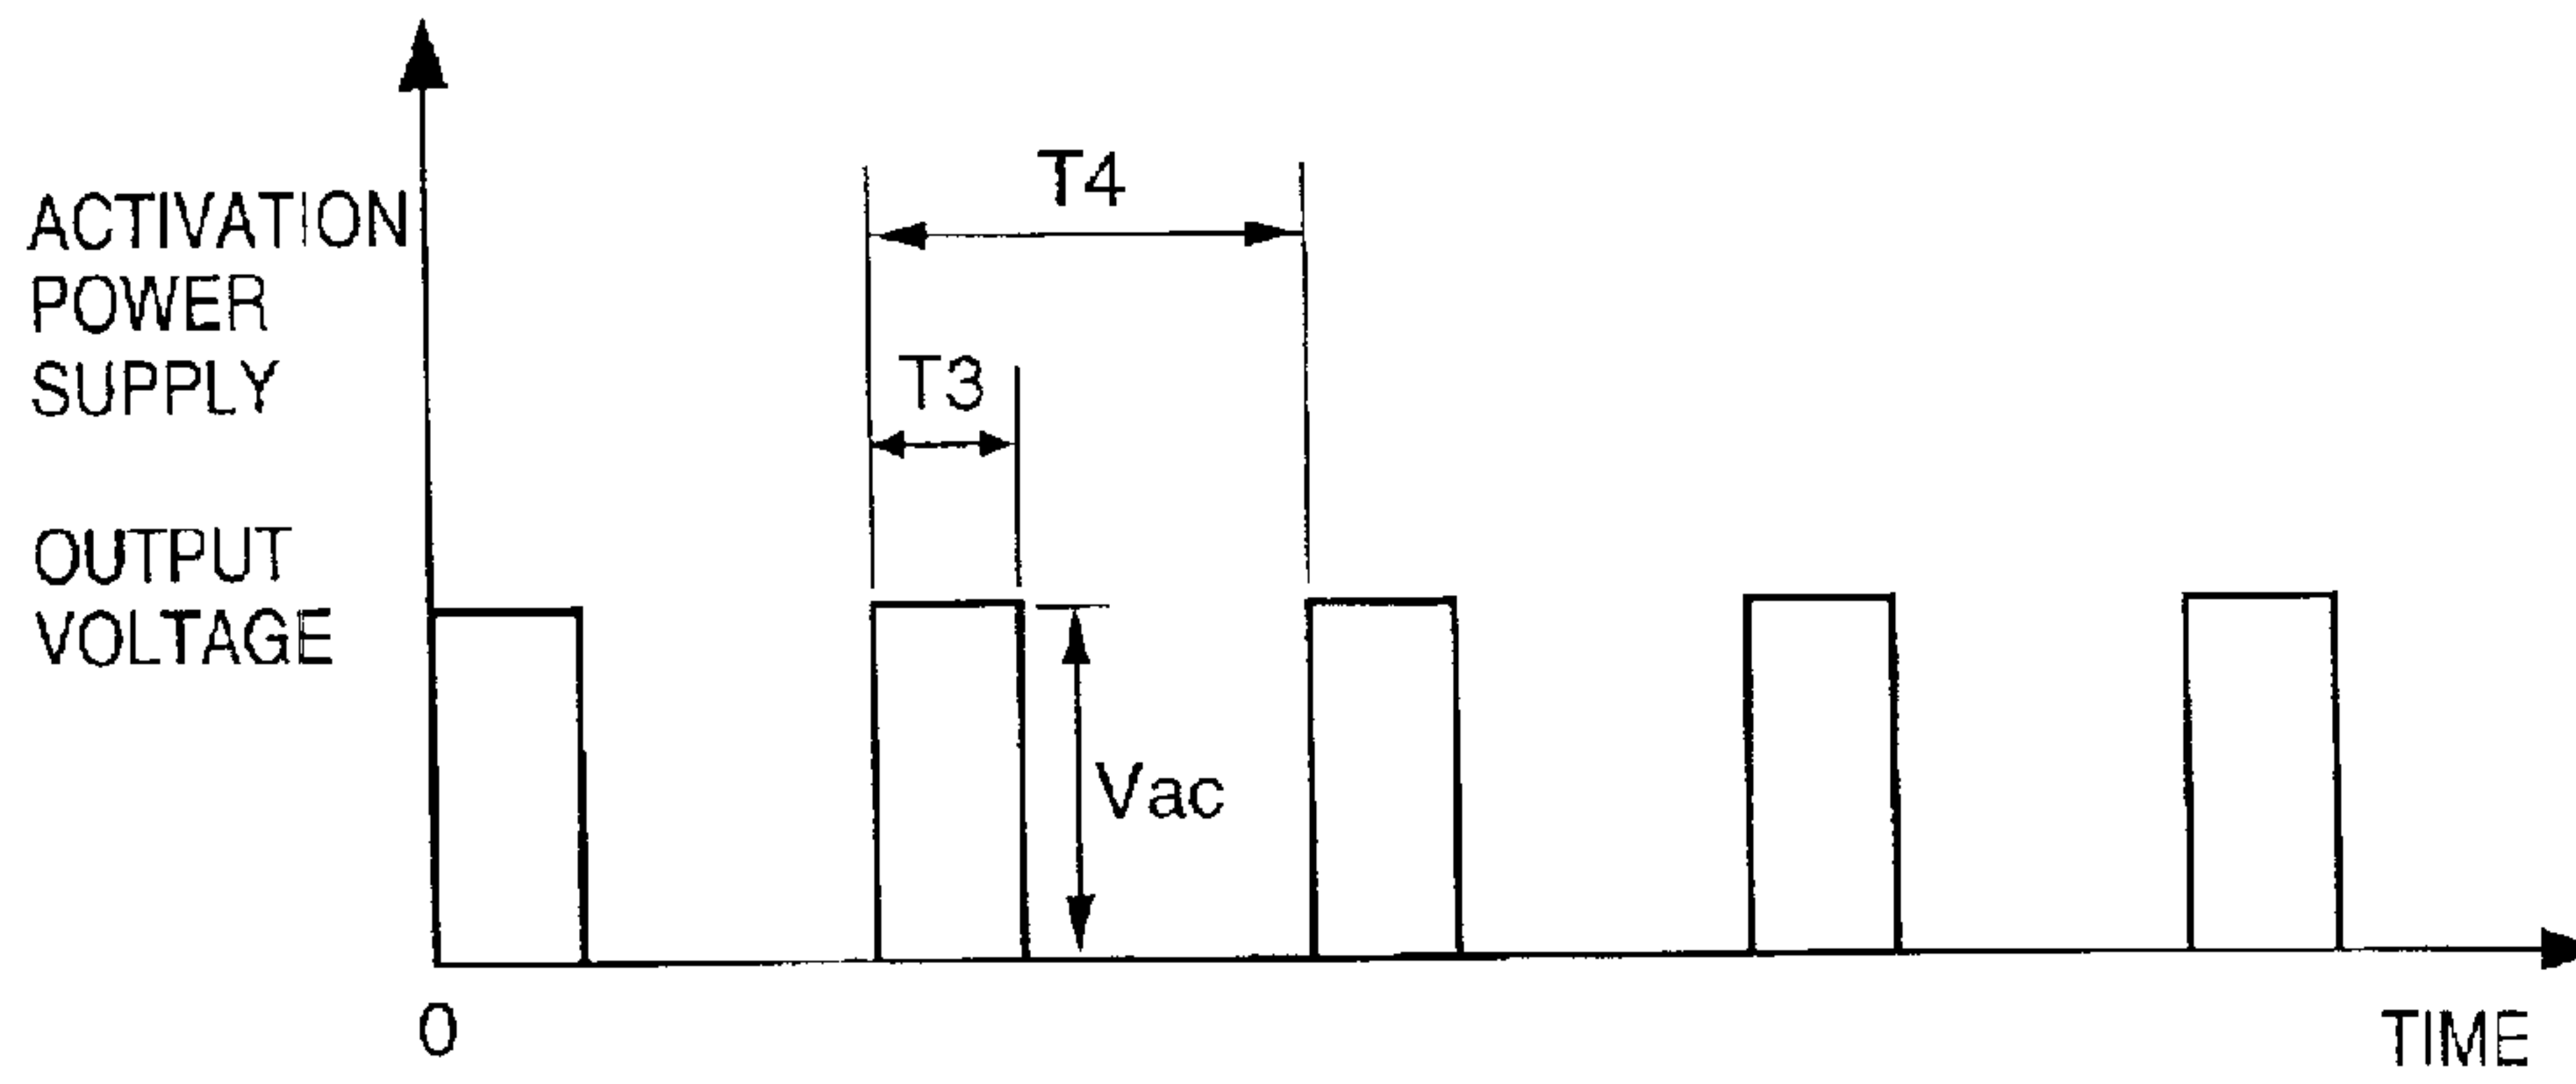 ACTIVATION
POWER
SUPPLY
OUTPUT
VOLTAGE
T4
T3
Vac
0
TIME